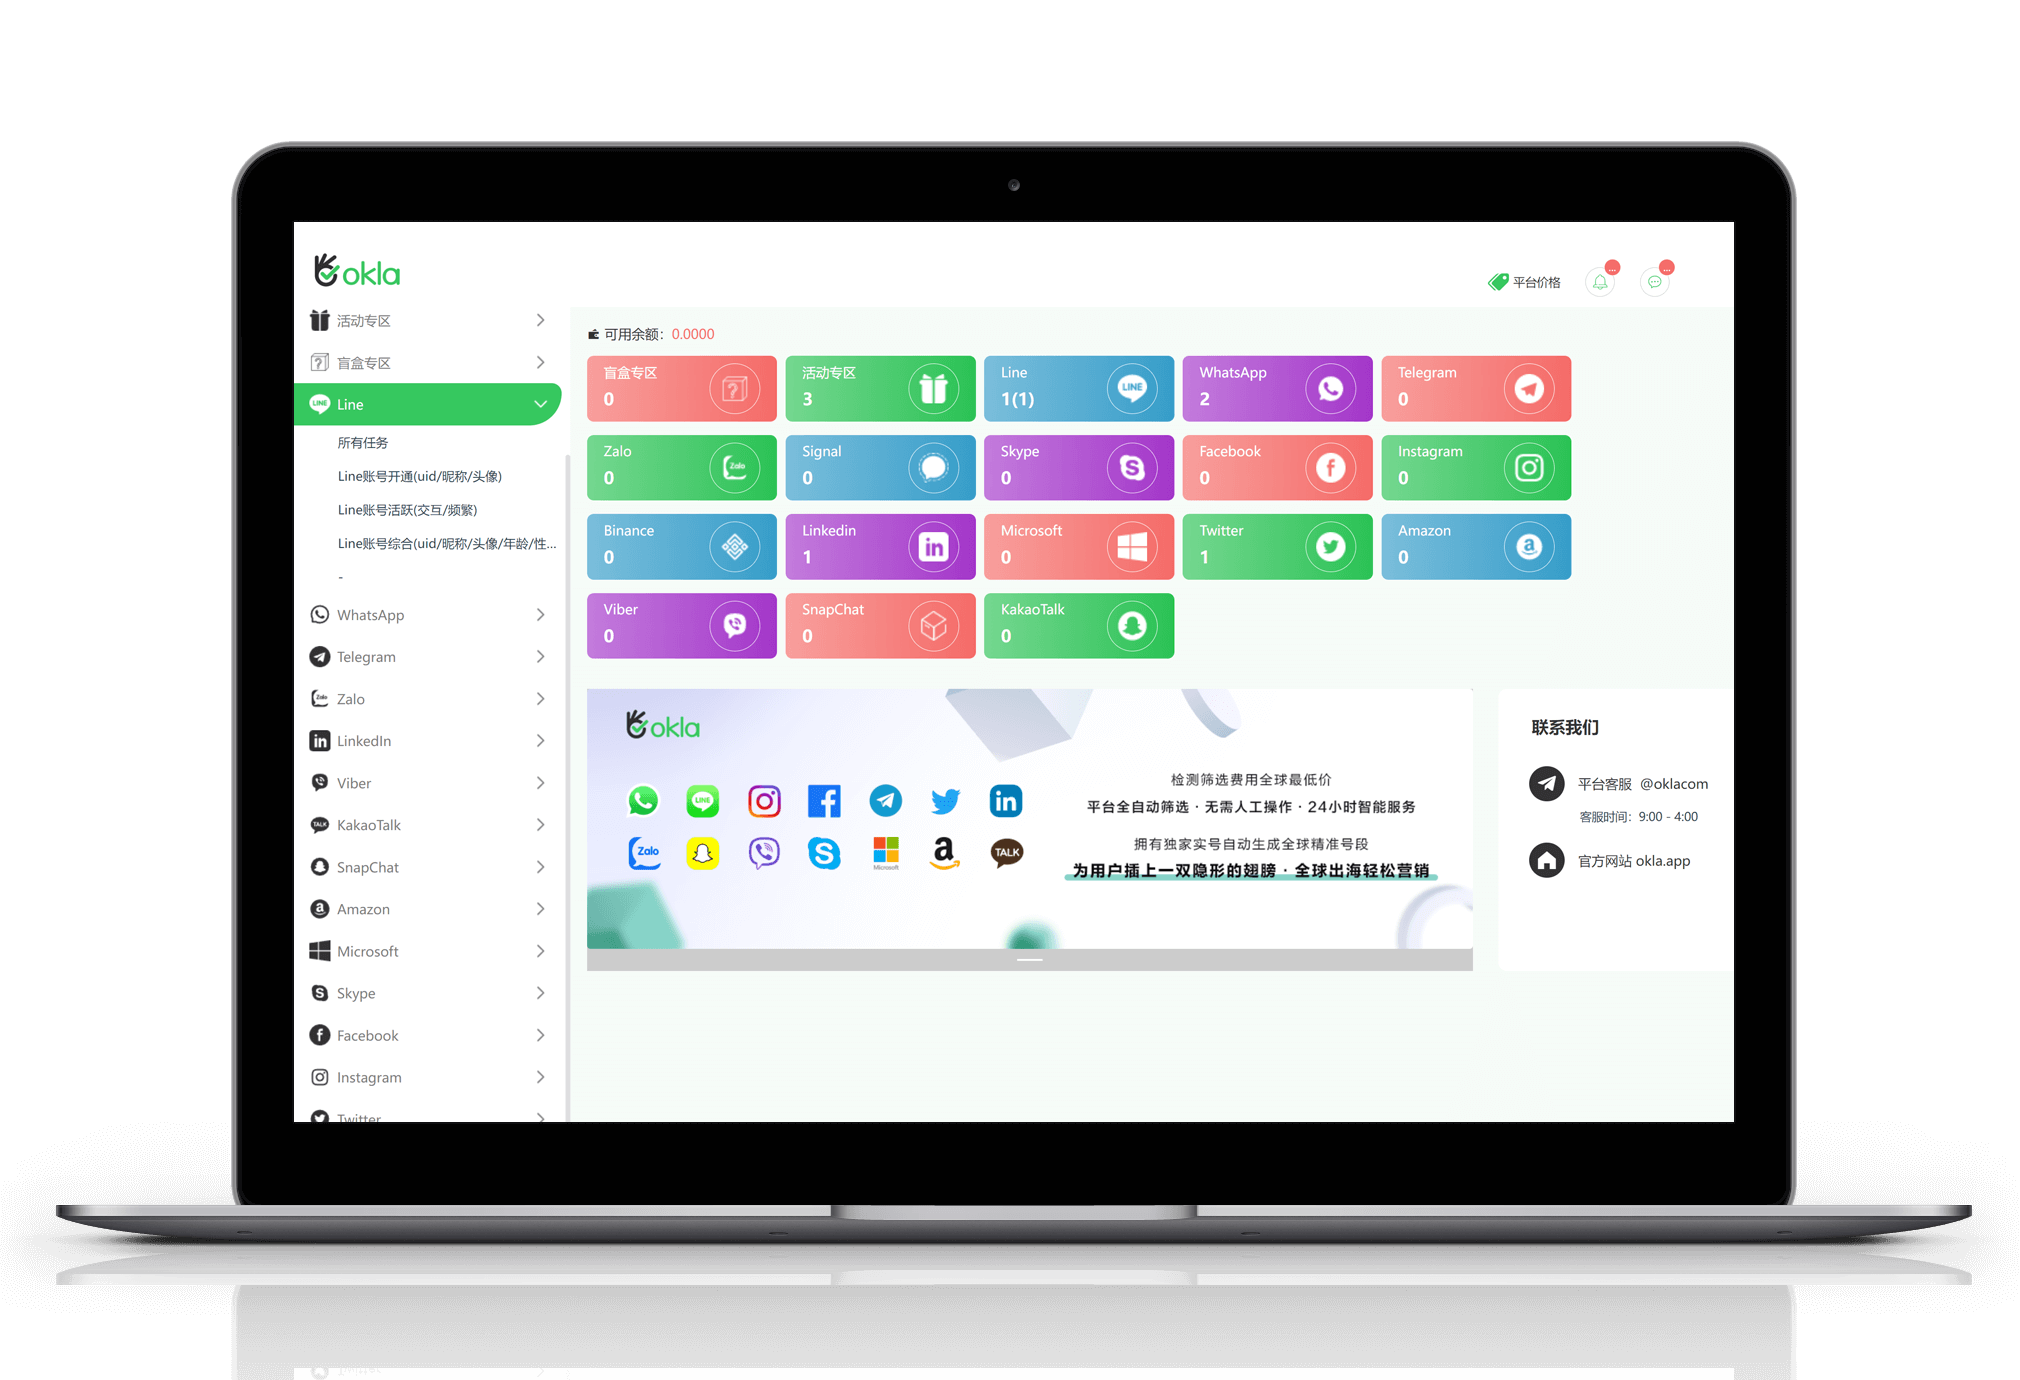 okla
平台价格
...
...
活动专区
盲盒专区
LINE Line
所有任务
Line账号开通(uid/昵称/头像)
Line账号活跃(交互/频繁)
Line账号综合(uid/昵称/头像/年龄/性...
-
WhatsApp
Telegram
Zalo Zalo
in LinkedIn
Viber
TALK KakaoTalk
SnapChat
a Amazon
Microsoft
S Skype
f Facebook
Instagram
Twitter
可用余额: 0.0000
盲盒专区
0
?
活动专区
3
Line
1(1)
LINE
WhatsApp
2
Telegram
0
Zalo
0
Zalo
Signal
0
Skype
0
S
Facebook
0
f
Instagram
0
Binance
0
Linkedin
1
in
Microsoft
0
Twitter
1
Amazon
0
a
Viber
0
SnapChat
0
KakaoTalk
0
okla
LINE
f
in
Zalo
S
Microsoft
a
TALK
检测筛选费用全球最低价
平台全自动筛选 · 无需人工操作 · 24小时智能服务
拥有独家实号自动生成全球精准号段
为用户插上一双隐形的翅膀 · 全球出海轻松营销
联系我们
平台客服 @oklacom
客服时间: 9:00 - 4:00
官方网站 okla.app